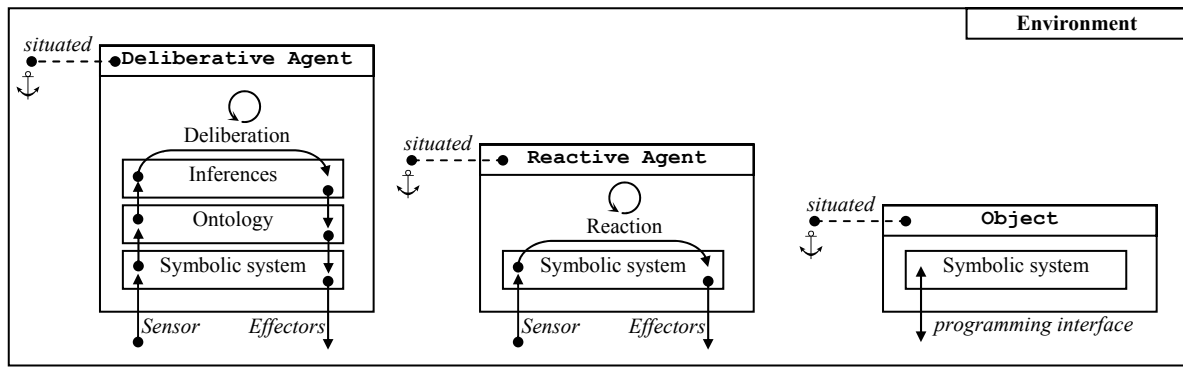 Environment
situated
Deliberative Agent
Deliberation
Inferences
Ontology
Symbolic system
Sensor
Effectors
situated
Reactive Agent
Reaction
Symbolic system
Sensor
Effectors
situated
Object
Symbolic system
programming interface